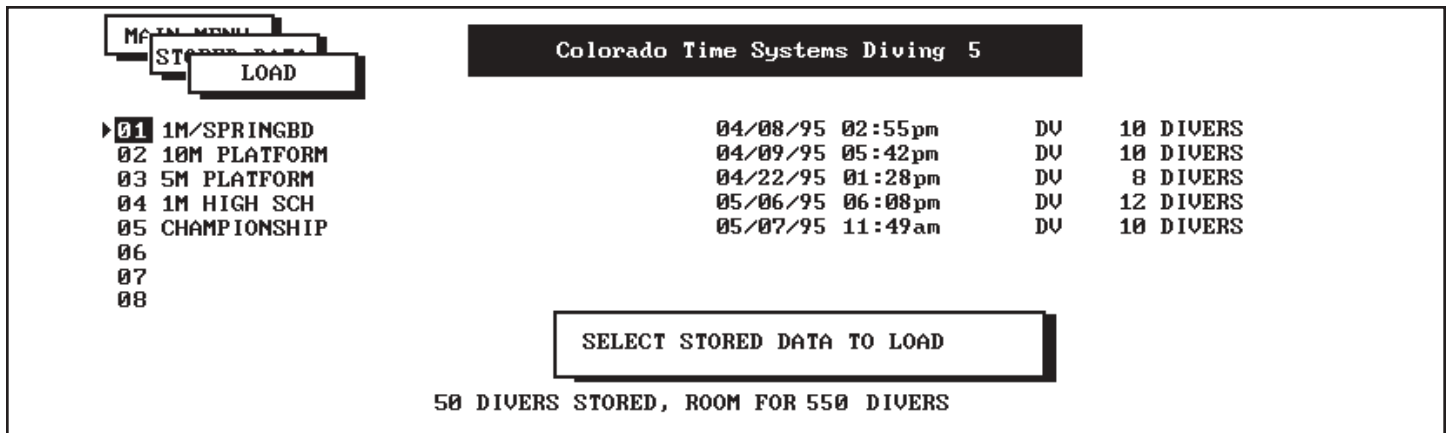 MAIN MENU
STORED DATA
LOAD
Colorado Time Systems Diving 5
01 1M/SPRINGBD 04/08/95 02:55pm DV 10 DIVERS
02 10M PLATFORM 04/09/95 05:42pm DV 10 DIVERS
03 5M PLATFORM 04/22/95 01:28pm DV 8 DIVERS
04 1M HIGH SCH 05/06/95 06:08pm DV 12 DIVERS
05 CHAMPIONSHIP 05/07/95 11:49am DV 10 DIVERS
06
07
08
SELECT STORED DATA TO LOAD
50 DIVERS STORED, ROOM FOR 550 DIVERS